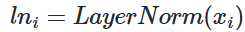 ln_i = LayerNorm(x_i)